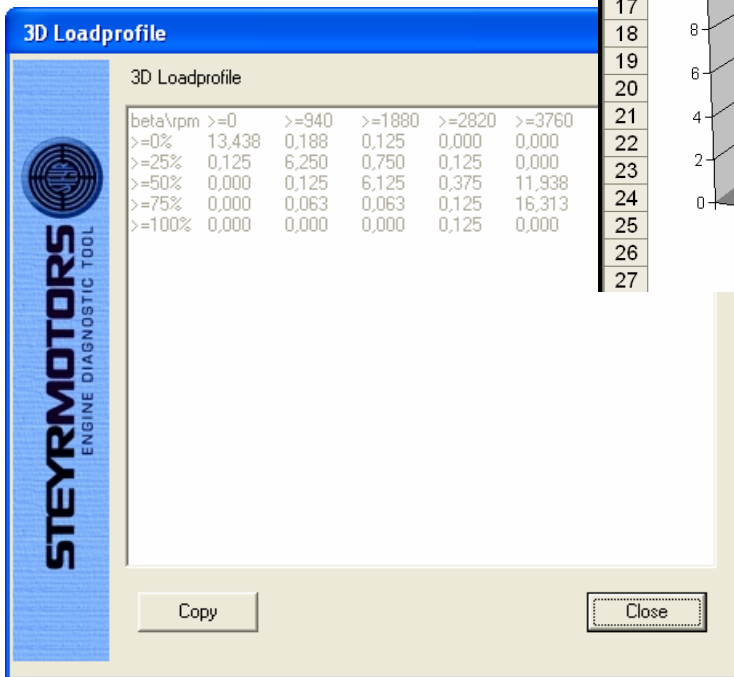 3D Loadprofile
3D Loadprofile
beta\rpm >=0 >=940 >=1880 >=2820 >=3760
>=0% 13,438 0,188 0,125 0,000 0,000
>=25% 0,125 6,250 0,750 0,125 0,000
>=50% 0,000 0,125 6,125 0,375 11,938
>=75% 0,000 0,063 0,063 0,125 16,313
>=100% 0,000 0,000 0,000 0,125 0,000
STEYRMOTORS
ENGINE DIAGNOSTIC TOOL
Copy
Close
17
18
19
20
21
22
23
24
25
26
27
8
6
4
2
0